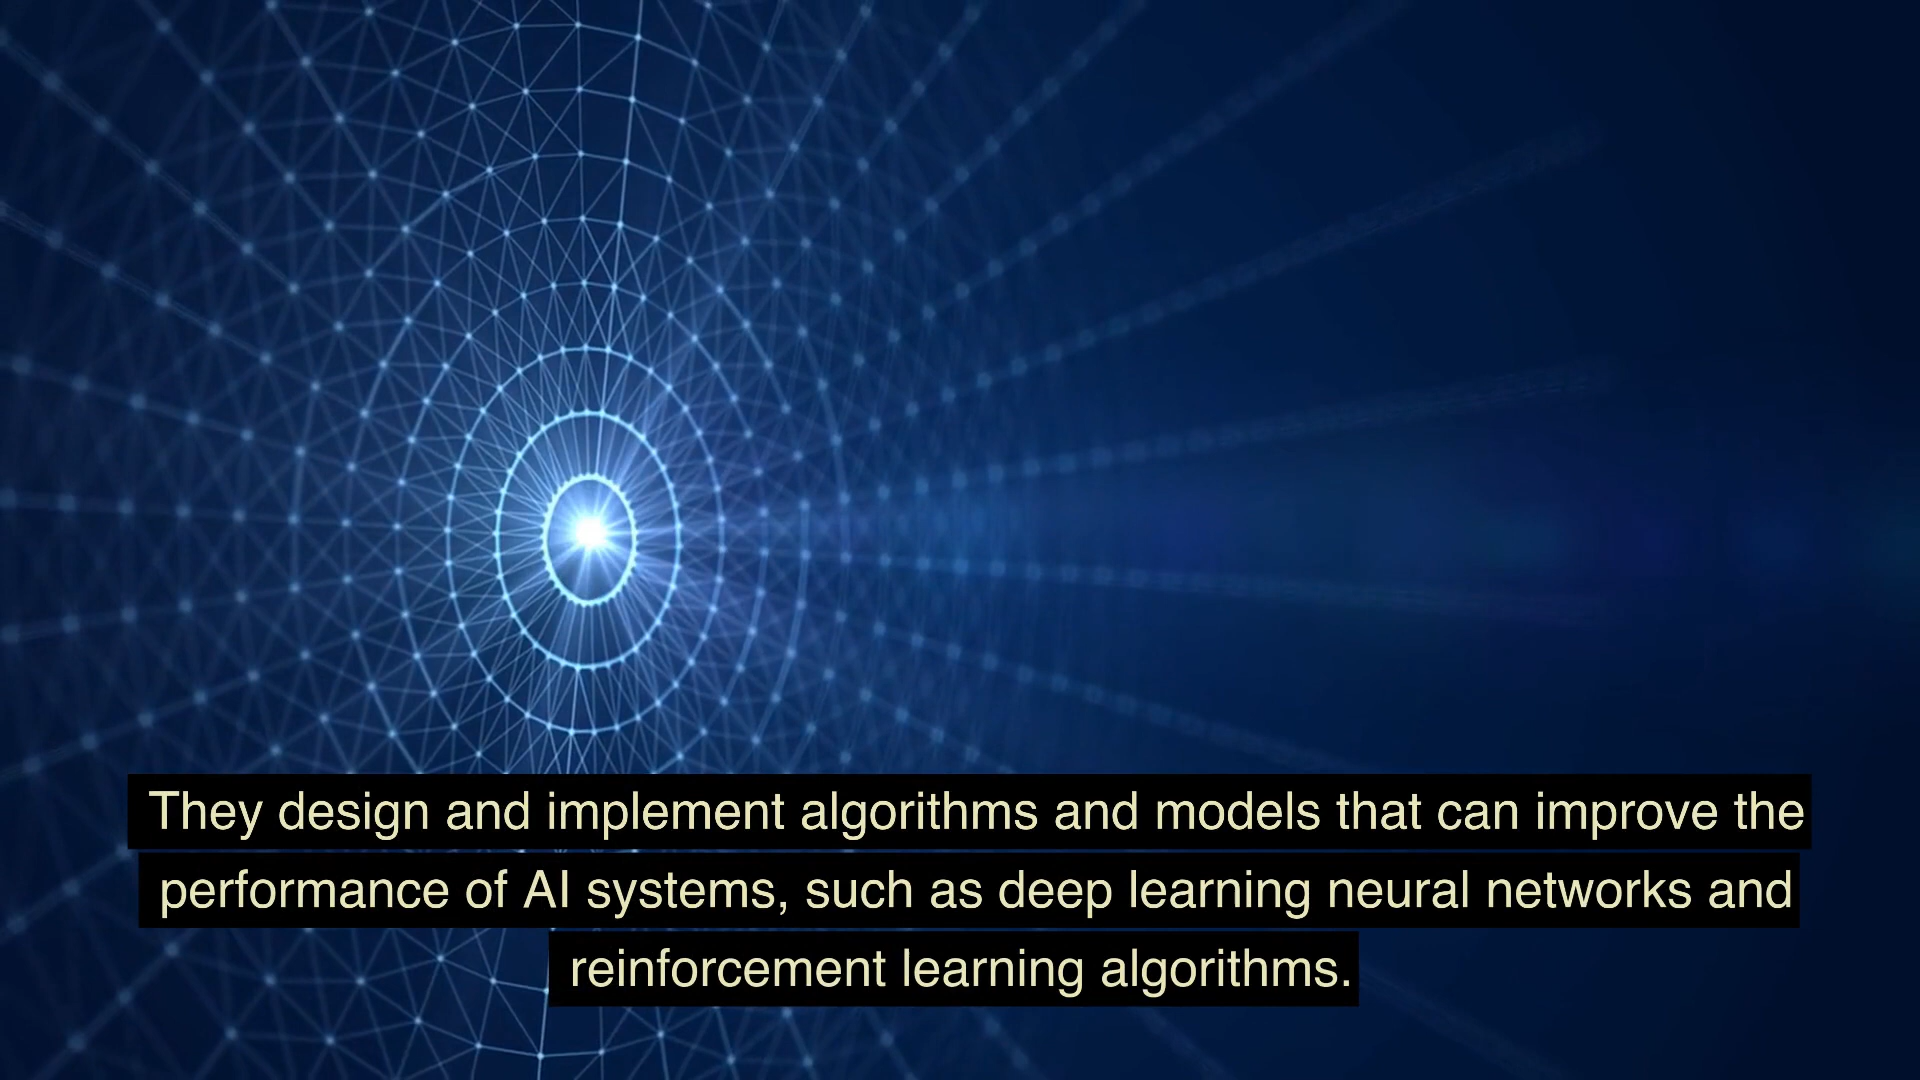 They design and implement algorithms and models that can improve the
performance of AI systems, such as deep learning neural networks and
reinforcement learning algorithms.